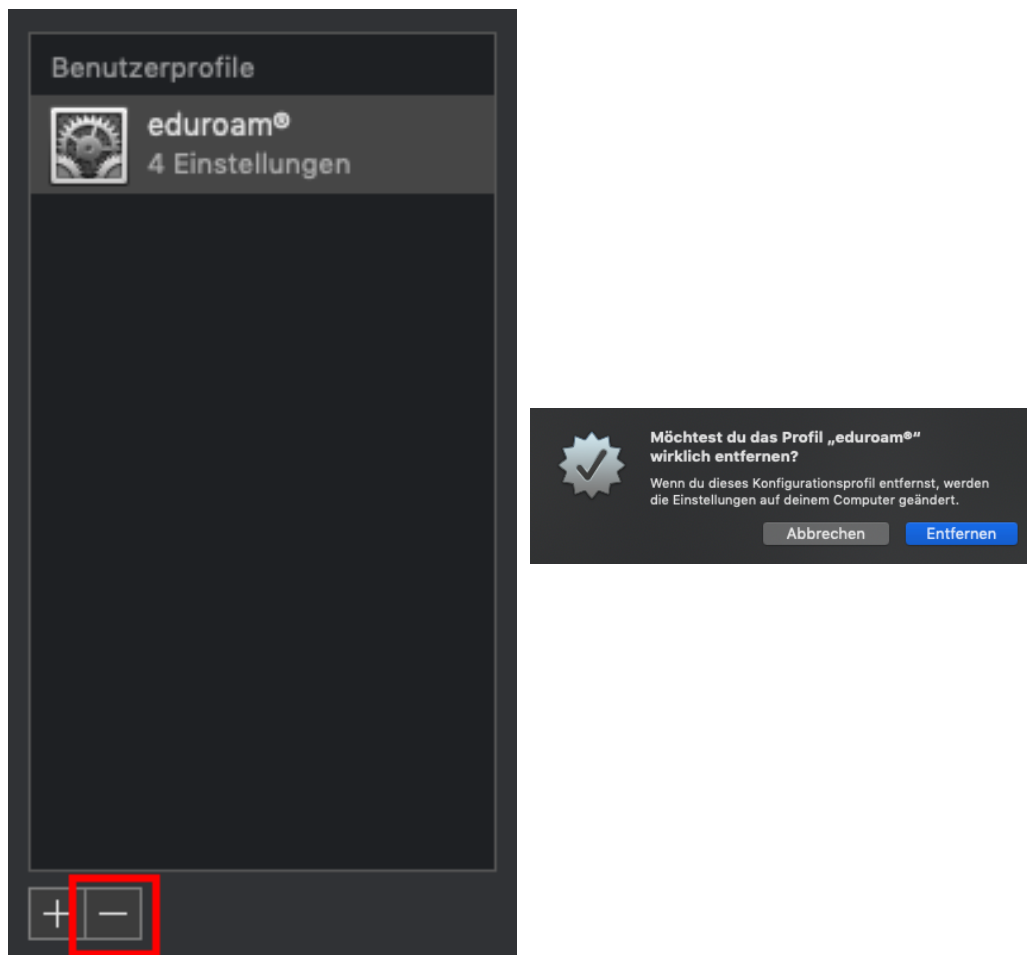 Benutzerprofile
eduroam®
4 Einstellungen
Möchtest du das Profil „eduroam®“
wirklich entfernen?
Wenn du dieses Konfigurationsprofil entfernst, werden
die Einstellungen auf deinem Computer geändert.
Abbrechen
Entfernen